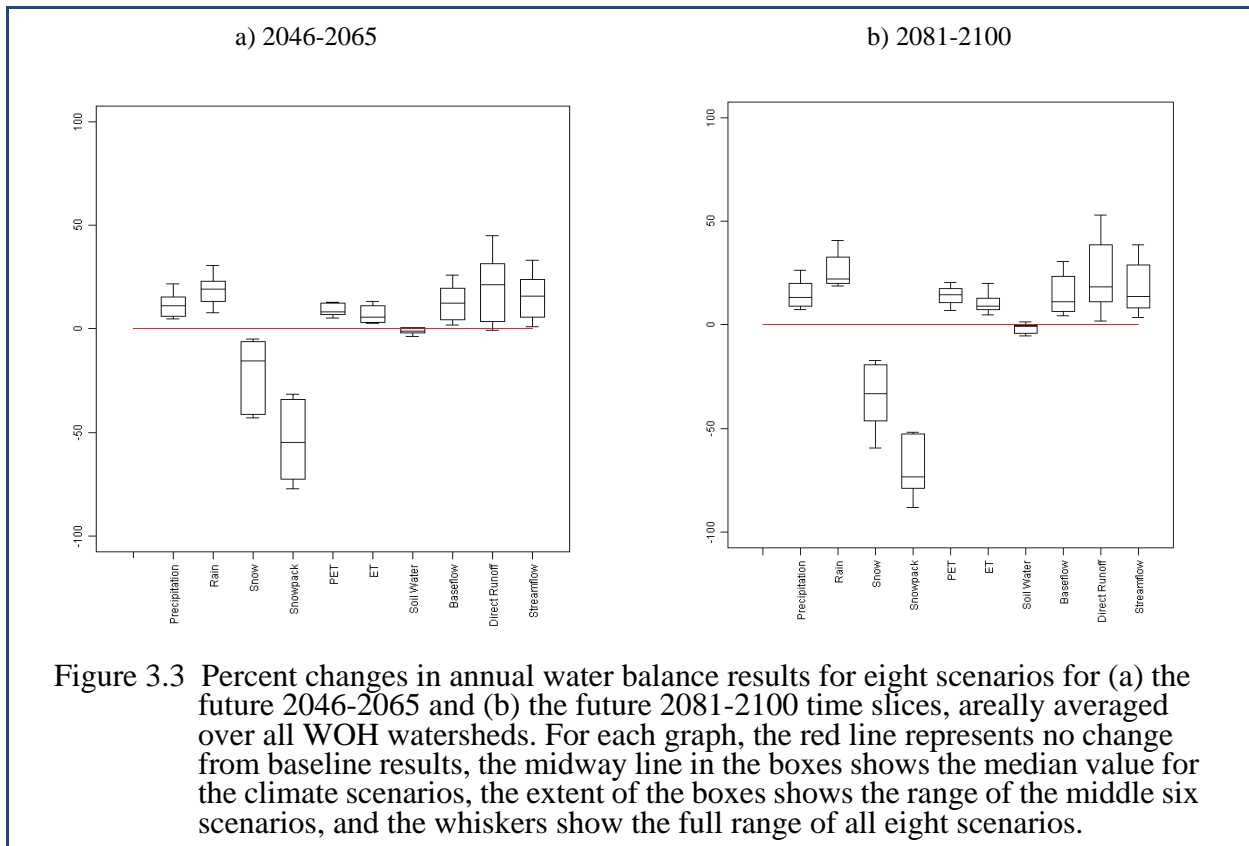 a) 2046-2065
b) 2081-2100
100
50
0
-50
-100
Precipitation
Rain
Snow
Snowpack
PET
ET
Soil Water
Baseflow
Direct Runoff
Streamflow
100
50
0
-50
-100
Precipitation
Rain
Snow
Snowpack
PET
ET
Soil Water
Baseflow
Direct Runoff
Streamflow
Figure 3.3 Percent changes in annual water balance results for eight scenarios for (a) the
future 2046-2065 and (b) the future 2081-2100 time slices, areally averaged
over all WOH watersheds. For each graph, the red line represents no change
from baseline results, the midway line in the boxes shows the median value for
the climate scenarios, the extent of the boxes shows the range of the middle six
scenarios, and the whiskers show the full range of all eight scenarios.